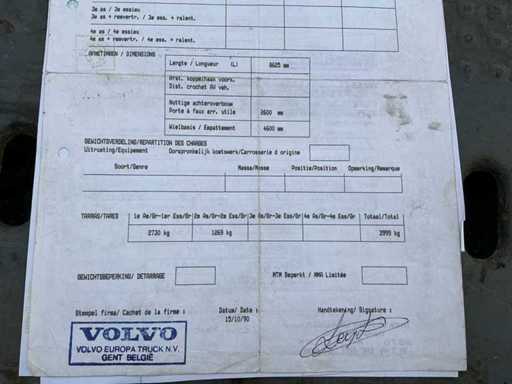 3e as / 3e essieu
3e as + reevertr. / 3e ess. + ralent.
4e as / 4e essieu
4e as + reevertr. / 4e ess. + ralent.
AFMETINGEN / DIMENSIONS
Lengte / Longueur (L) 8625 mm
Afst. koppelhaak voorw.
Dist. crochet AV veh.
Nuttige achteroverbouw
Porte à faux arr. utile 2600 mm
Wielbasis / Empattement 4600 mm
GEWICHTSVERDELING/REPARTITION DES CHARGES
Uitrusting/Equipement Oorspronkelijk koetswerk/Carrosserie d origine
Soort/Genre Massa/Masse Positie/Position Opmerking/Remarque
TARRAS/TARES 1e As/Gr-1er Ess/Gr 2e As/Gr-2e Ess/Gr 3e As/Gr-3e Ess/Gr 4e As/Gr-4e Ess/Gr Totaal/Total :
2730 kg 1269 kg 3999 kg
GEWICHTSBEPERKING/ DETARRAGE MTM Beperkt / MMA Limitée
Stempel firma/ Cachet de la firme : Datum/ Date : Handtekening/ Signature :
15/10/90
VOLVO
VOLVO EUROPA TRUCK N.V.
GENT BELGIË